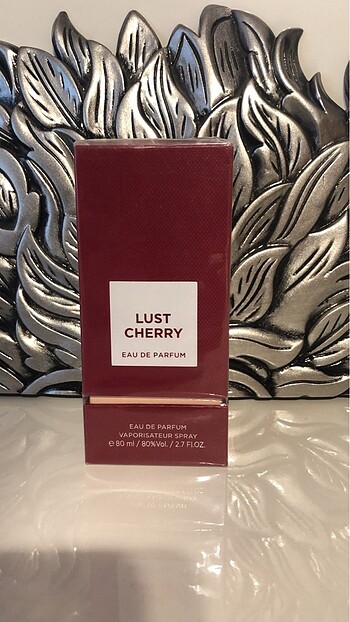 LUST
CHERRY
EAU DE PARFUM
EAU DE PARFUM
VAPORISATEUR SPRAY
℮ 80 ml / 80%Vol. / 2.7 Fl.OZ.